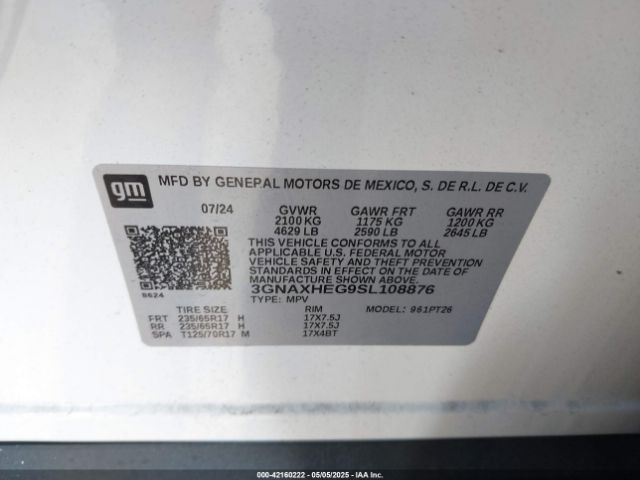 gm
MFD BY GENERAL MOTORS DE MEXICO, S. DE R.L. DE C.V.
07/24 GVWR GAWR FRT GAWR RR
2100 KG 1175 KG 1200 KG
4629 LB 2590 LB 2645 LB
THIS VEHICLE CONFORMS TO ALL
APPLICABLE U.S. FEDERAL MOTOR
VEHICLE SAFETY STANDARDS
IN EFFECT ON THE DATE OF
MANUFACTURE SHOWN ABOVE.
3GNAXHEG9SL108876
TYPE: MPV
8624
TIRE SIZE RIM MODEL: 961PT26
FRT 235/65R17 H 17X7.5J
RR 235/65R17 H 17X7.5J
SPA T125/70R17 M 17X4BT
000-42160222 — 05/05/2025 — IAAI, Inc.